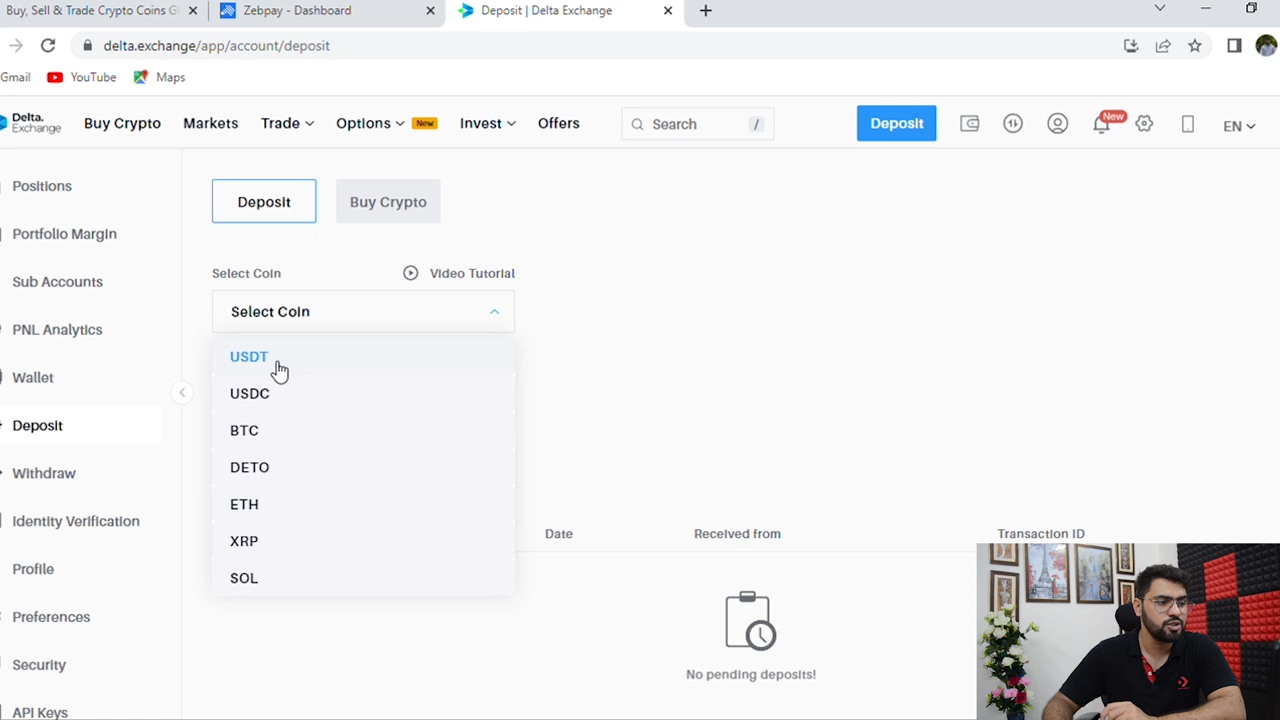 Buy, Sell & Trade Crypto Coins G
Zebpay - Dashboard
Deposit | Delta Exchange
delta.exchange/app/account/deposit
Gmail
YouTube
Maps
Delta.
Exchange
Buy Crypto
Markets
Trade
Options
New
Invest
Offers
Search
/
Deposit
New
EN
Positions
Portfolio Margin
Sub Accounts
PNL Analytics
Wallet
Deposit
Withdraw
Identity Verification
Profile
Preferences
Security
API Keys
Deposit
Buy Crypto
Select Coin
Video Tutorial
Select Coin
USDT
USDC
BTC
DETO
ETH
XRP
SOL
Date
Received from
Transaction ID
No pending deposits!